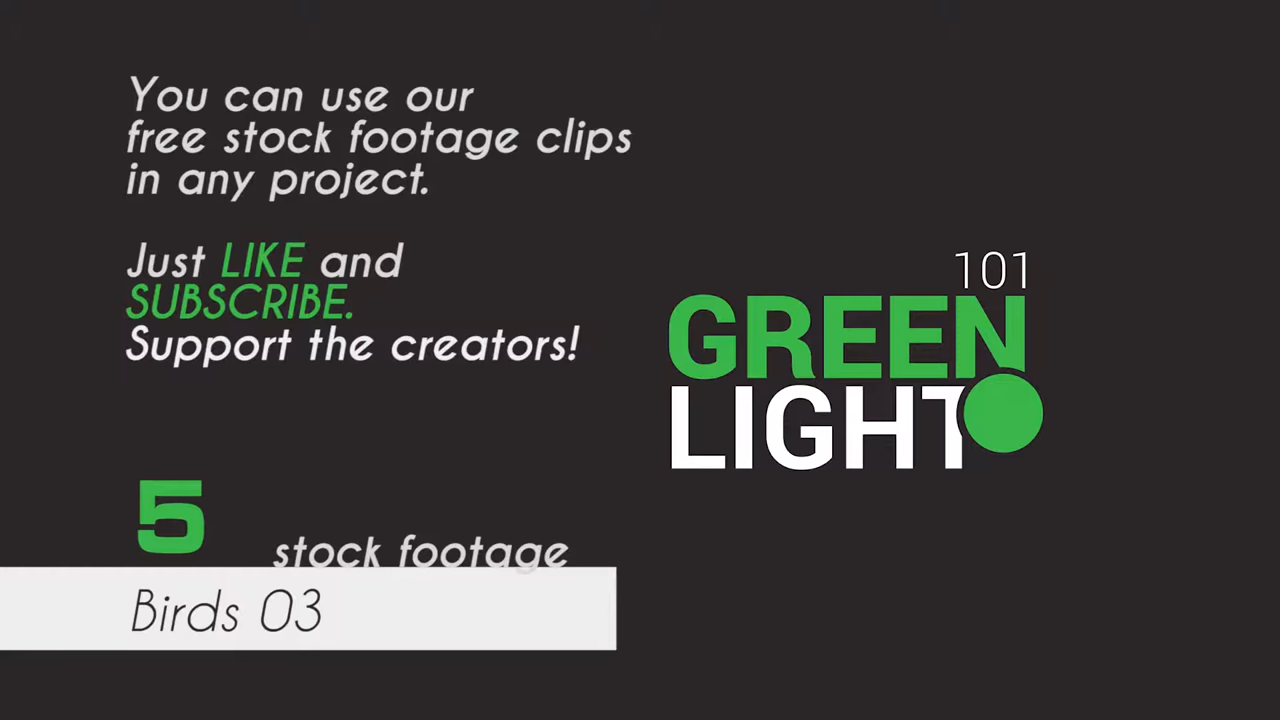 You can use our
free stock footage clips
in any project.
Just LIKE and
SUBSCRIBE.
Support the creators!
101
GREEN
LIGHT
5
stock footage
Birds 03